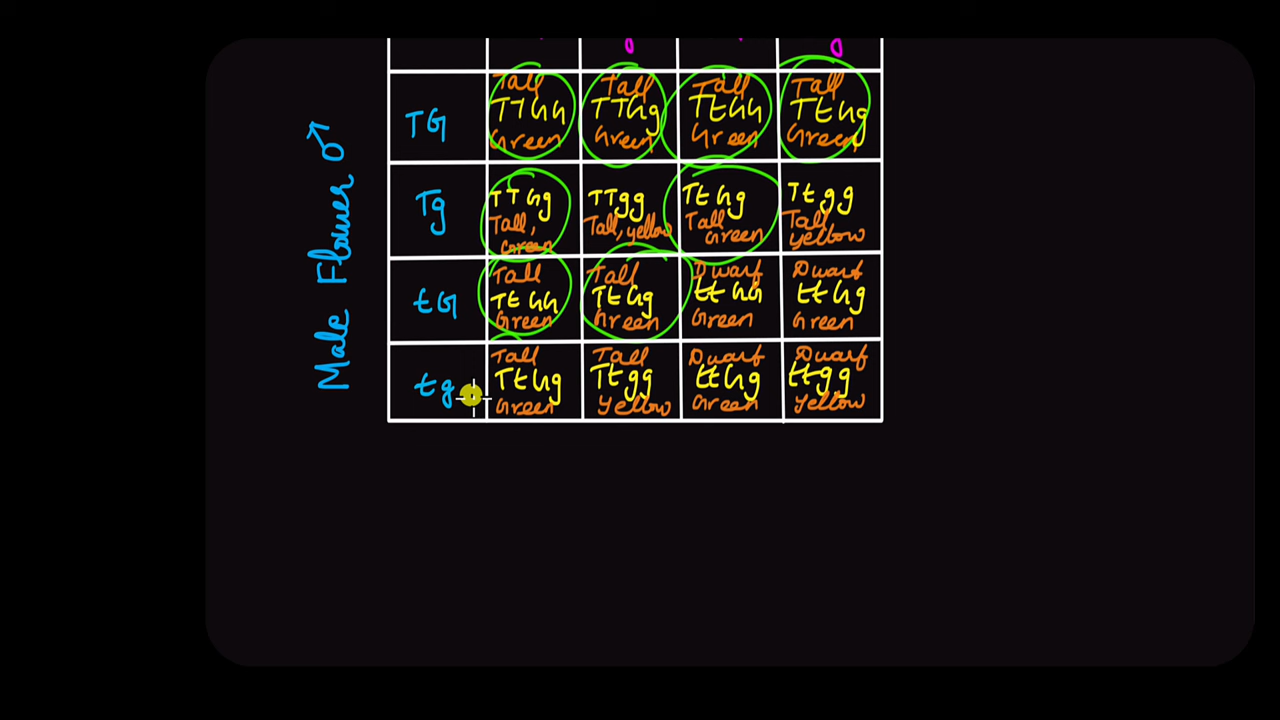 Male Flower ♂
TG
Tall
TTGG
Green
Tall
TTGg
Green
Tall
TtGG
Green
Tall
TtGg
Green
Tg
TTGg
Tall,
Green
TTgg
Tall, yellow
TtGg
Tall
Green
Ttgg
Tall
yellow
tG
Tall
TtGG
Green
Tall
TtGg
Green
Dwarf
ttGG
Green
Dwarf
ttGg
Green
tg
Tall
TtGg
Green
Tall
Ttgg
Yellow
Dwarf
ttGg
Green
Dwarf
ttgg
Yellow